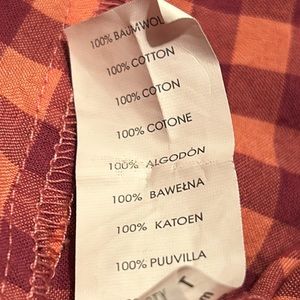 100% BAUMWOL
100% COTTON
100% COTON
100% COTONE
100% ALGODÓN
100% BAWEŁNA
100% KATOEN
100% PUUVILLA